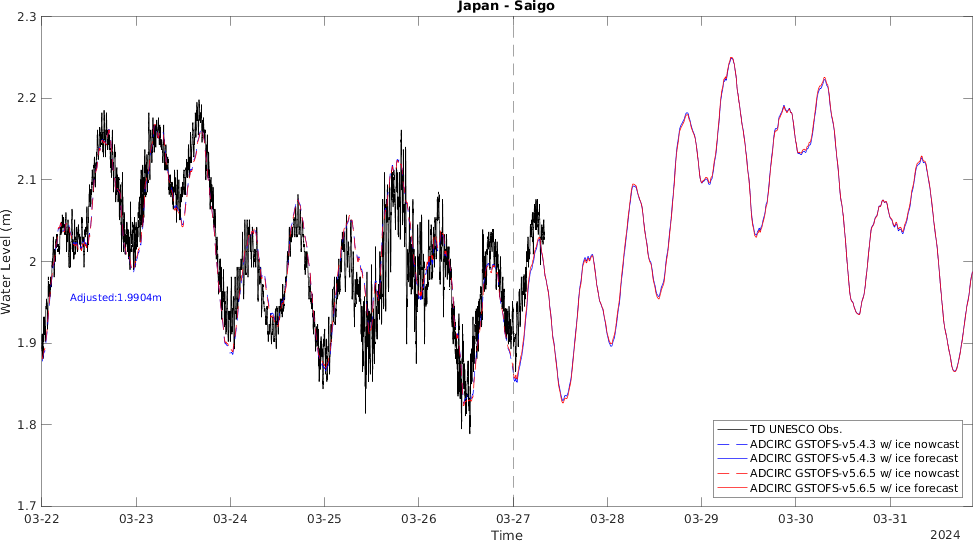 Japan - Saigo
2.3
2.2
2.1
2
1.9
1.8
1.7
Water Level (m)
Adjusted:1.9904m
TD UNESCO Obs.
ADCIRC GSTOFS-v5.4.3 w/ ice nowcast
ADCIRC GSTOFS-v5.4.3 w/ ice forecast
ADCIRC GSTOFS-v5.6.5 w/ ice nowcast
ADCIRC GSTOFS-v5.6.5 w/ ice forecast
03-22 03-23 03-24 03-25 03-26 03-27 03-28 03-29 03-30 03-31
Time
2024